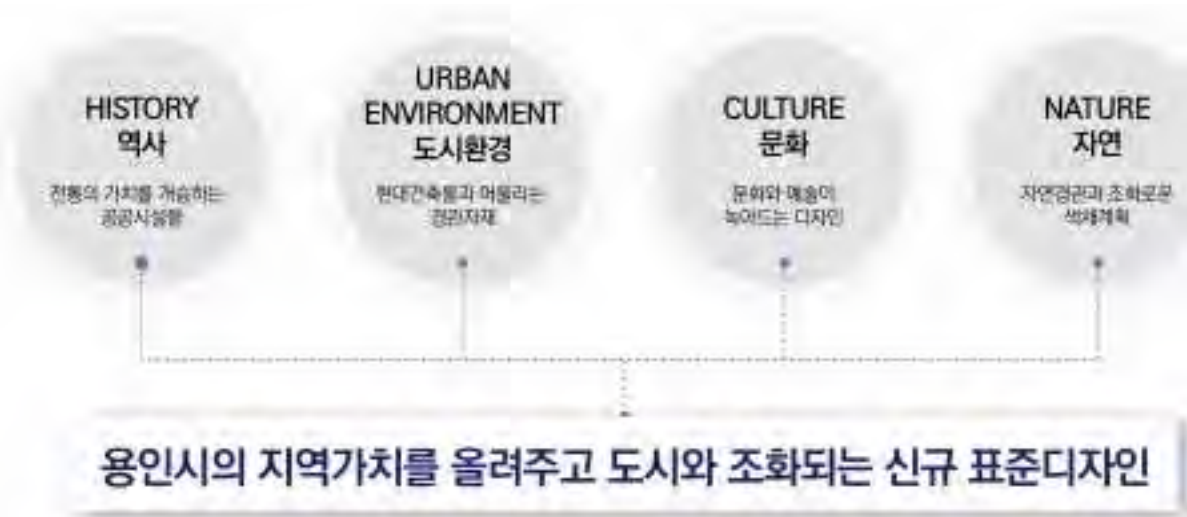 HISTORY
역사
전통의 가치를 계승하는
공공시설물
URBAN
ENVIRONMENT
도시환경
현대건축물과 어울리는
경관자재
CULTURE
문화
문화와 예술이
녹아드는 디자인
NATURE
자연
자연경관과 조화로운
색채계획
용인시의 지역가치를 올려주고 도시와 조화되는 신규 표준디자인